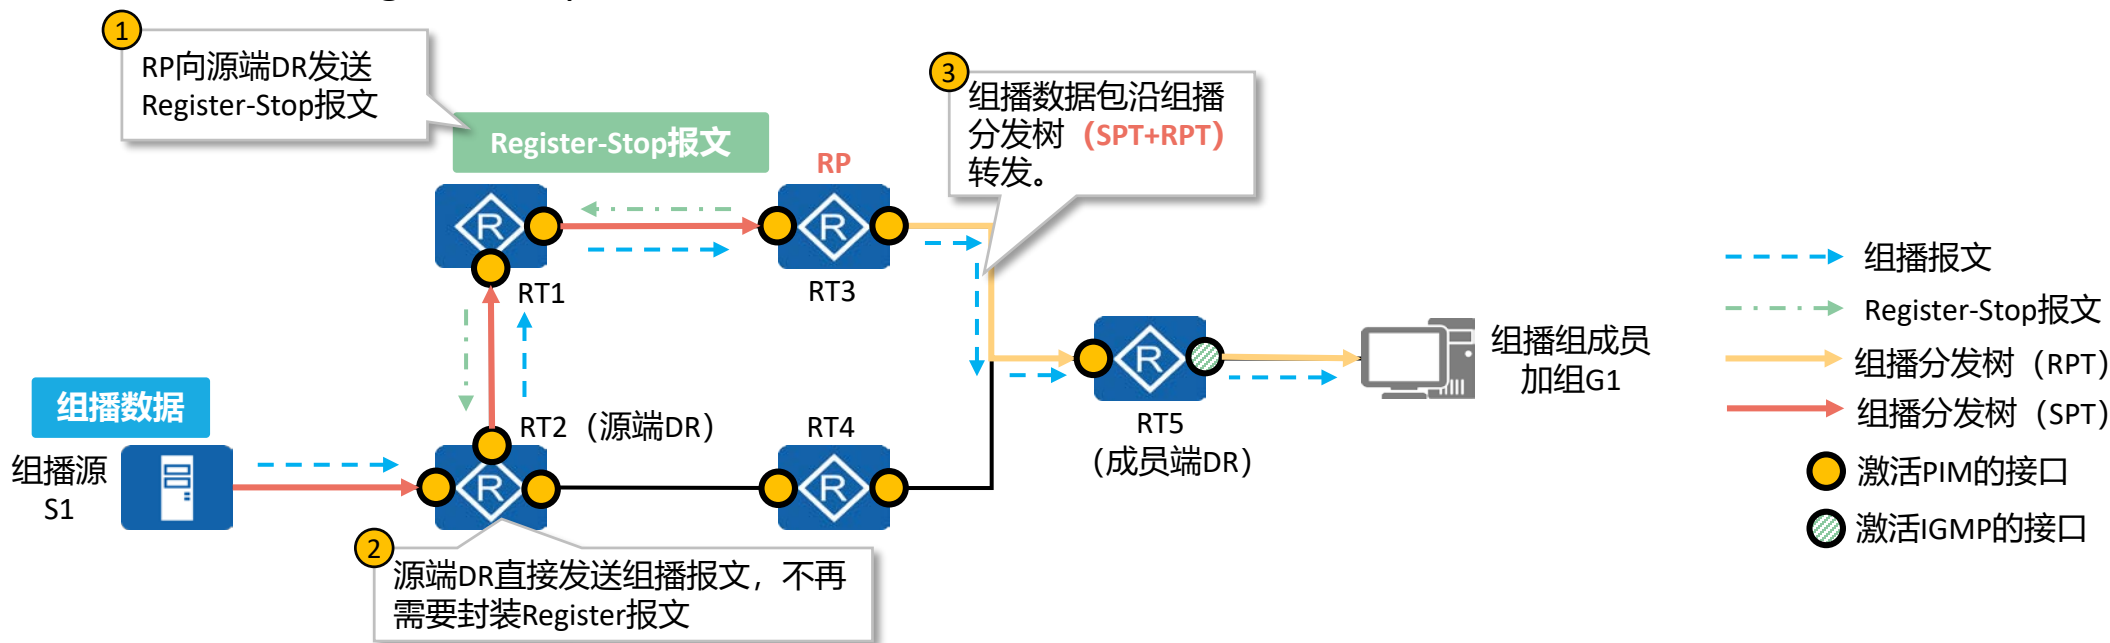 1
RP向源端DR发送
Register-Stop报文
Register-Stop报文
RP
3
组播数据包沿组播
分发树（SPT+RPT）
转发。
R
RT1
R
RT3
组播报文
Register-Stop报文
组播分发树（RPT）
组播分发树（SPT）
激活PIM的接口
激活IGMP的接口
R
RT5
（成员端DR）
组播组成员
加组G1
组播数据
组播源
S1
R
RT2（源端DR）
RT4
R
2
源端DR直接发送组播报文，不再
需要封装Register报文